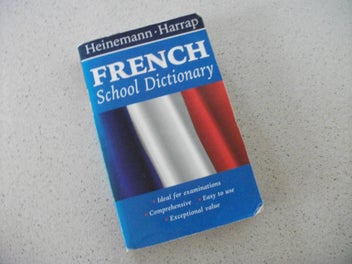 Heinemann · Harrap
FRENCH
School Dictionary
• Ideal for examinations
• Comprehensive • Easy to use
• Exceptional value